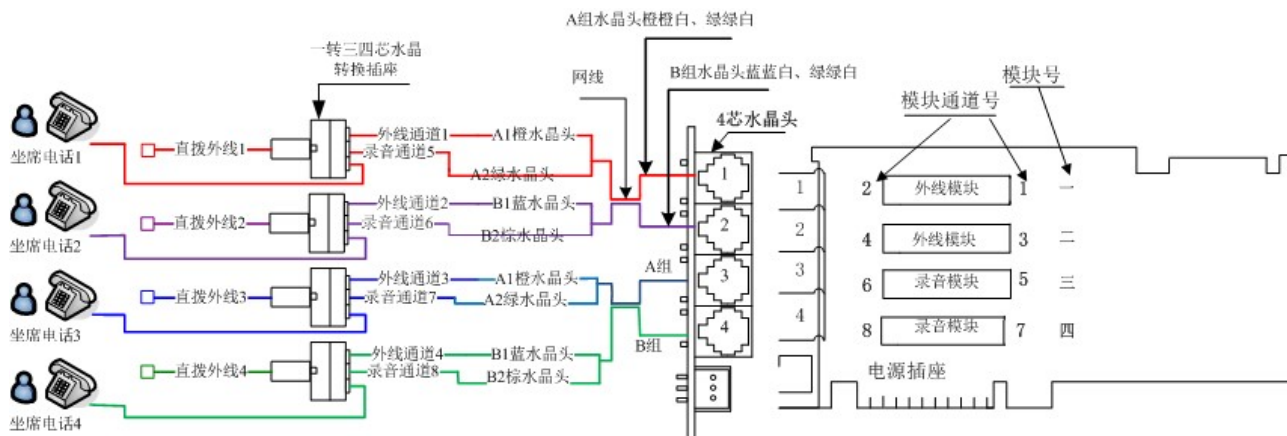 A组水晶头橙橙白、绿绿白
一转三四芯水晶
转换插座
网线
B组水晶头蓝蓝白、绿绿白
模块号
模块通道号
4芯水晶头
坐席电话1
直拨外线1
外线通道1
A1橙水晶头
录音通道5
A2绿水晶头
1
1
2
外线模块
1
一
坐席电话2
直拨外线2
外线通道2
B1蓝水晶头
录音通道6
B2棕水晶头
2
2
4
外线模块
3
二
坐席电话3
直拨外线3
外线通道3
A1橙水晶头
录音通道7
A2绿水晶头
A组
3
3
6
录音模块
5
三
坐席电话4
直拨外线4
外线通道4
B1蓝水晶头
录音通道8
B2棕水晶头
B组
4
4
8
录音模块
7
四
电源插座